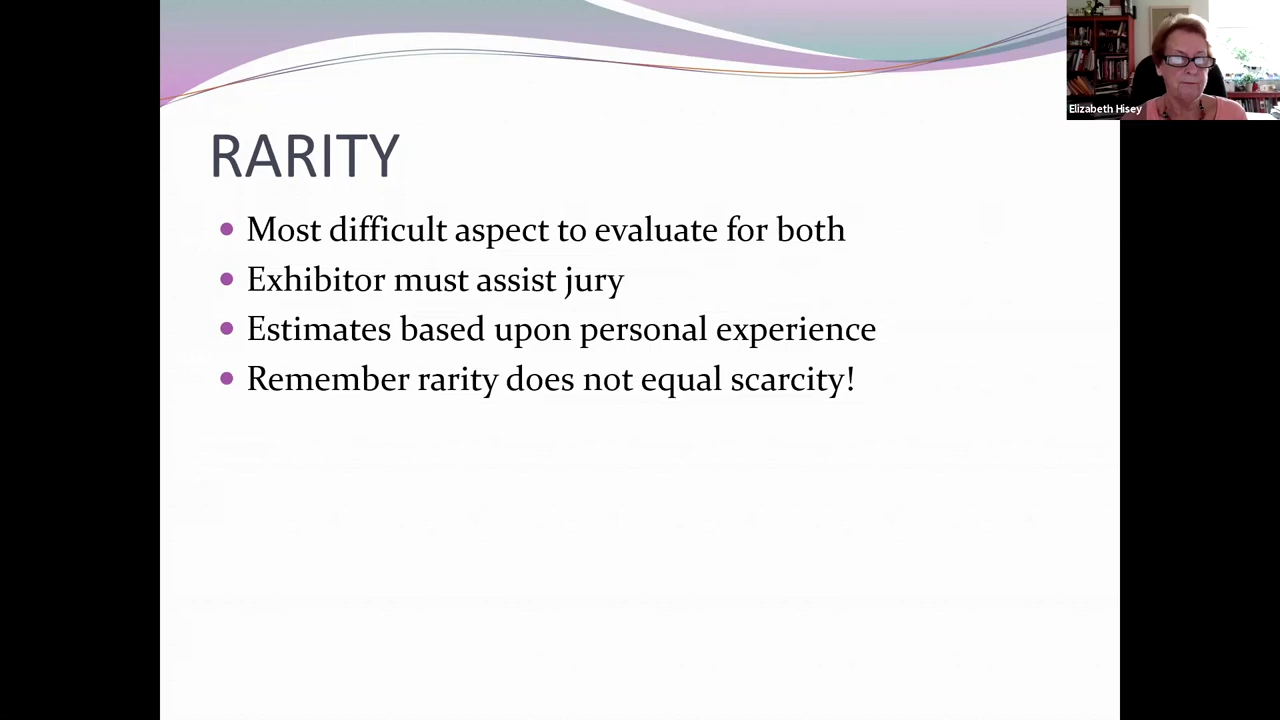 Elizabeth Hisey
RARITY
Most difficult aspect to evaluate for both
Exhibitor must assist jury
Estimates based upon personal experience
Remember rarity does not equal scarcity!